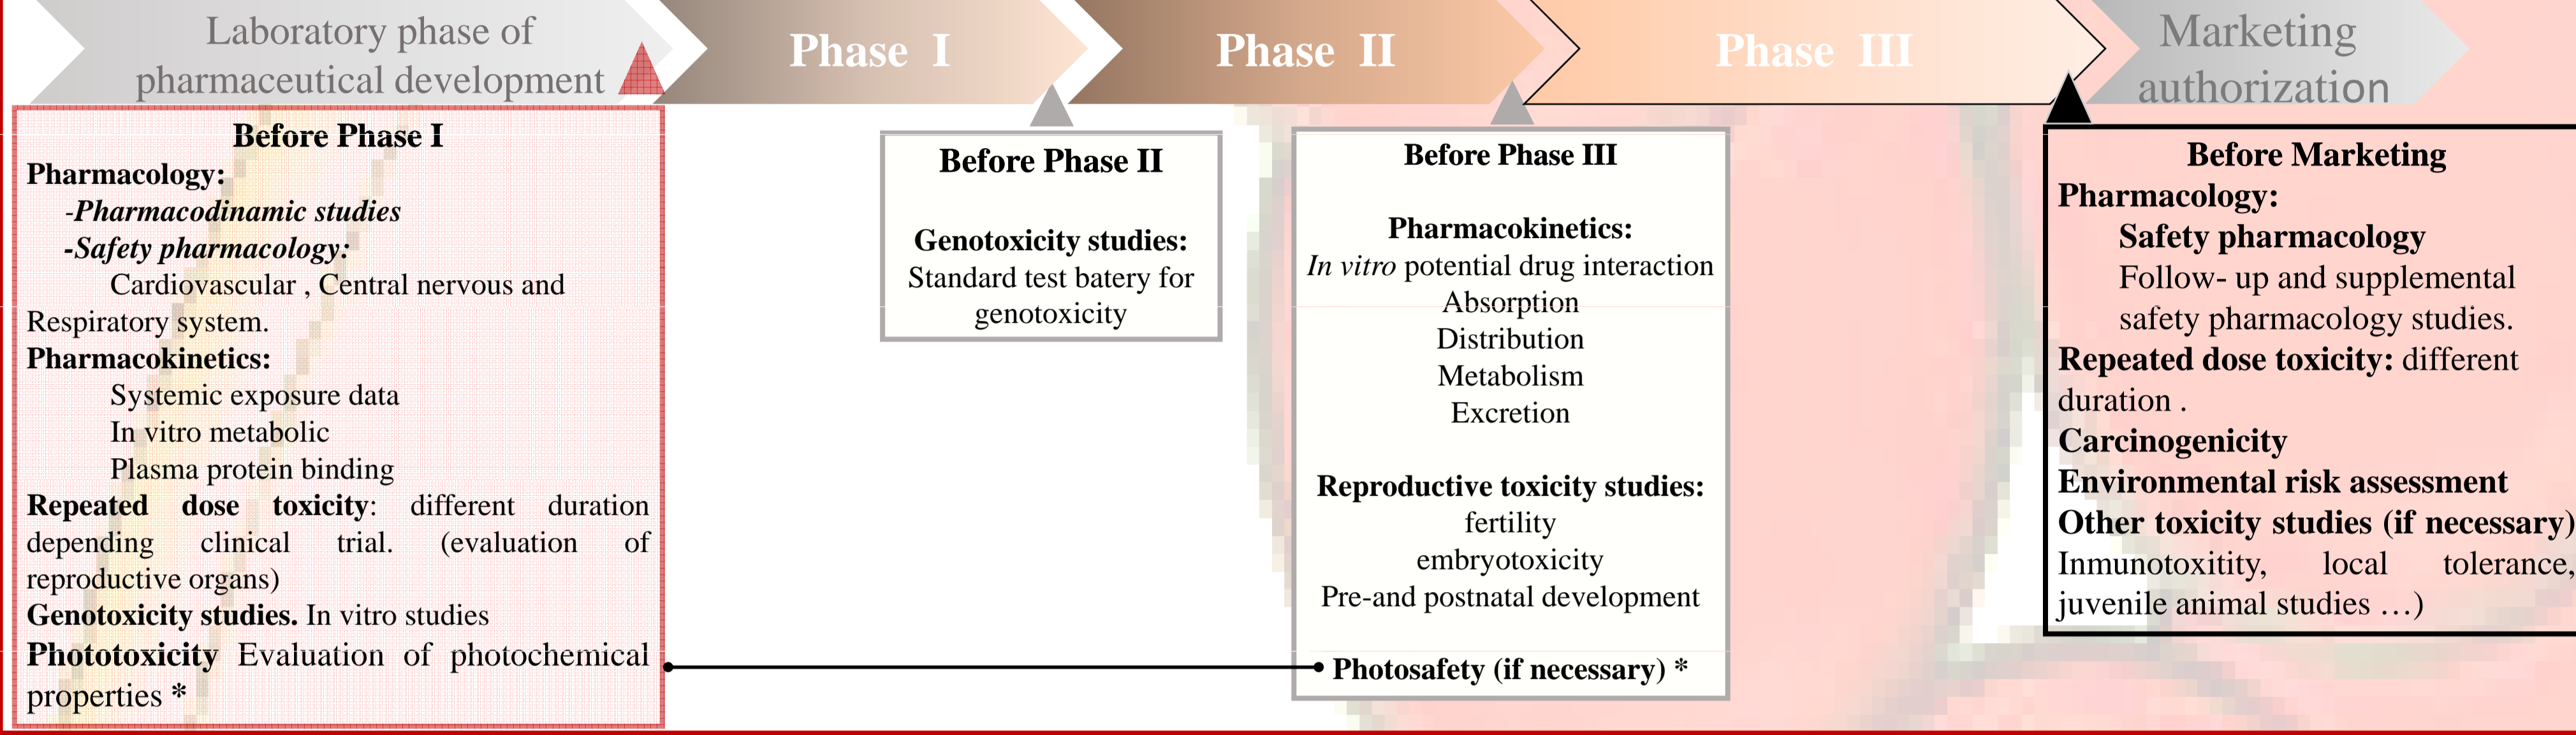 Laboratory phase of
pharmaceutical development
Phase I
Phase II
Phase III
Marketing
authorization
Before Phase I
Pharmacology:
-Pharmacodinamic studies
-Safety pharmacology:
Cardiovascular , Central nervous and
Respiratory system.
Pharmacokinetics:
Systemic exposure data
In vitro metabolic
Plasma protein binding
Repeated dose toxicity: different duration
depending clinical trial. (evaluation of
reproductive organs)
Genotoxicity studies. In vitro studies
Phototoxicity Evaluation of photochemical
properties *
Before Phase II
Genotoxicity studies:
Standard test batery for
genotoxicity
Before Phase III
Pharmacokinetics:
In vitro potential drug interaction
Absorption
Distribution
Metabolism
Excretion
Reproductive toxicity studies:
fertility
embryotoxicity
Pre-and postnatal development
Photosafety (if necessary) *
Before Marketing
Pharmacology:
Safety pharmacology
Follow- up and supplemental
safety pharmacology studies.
Repeated dose toxicity: different
duration .
Carcinogenicity
Environmental risk assessment
Other toxicity studies (if necessary)
Inmunotoxitity, local tolerance,
juvenile animal studies …)